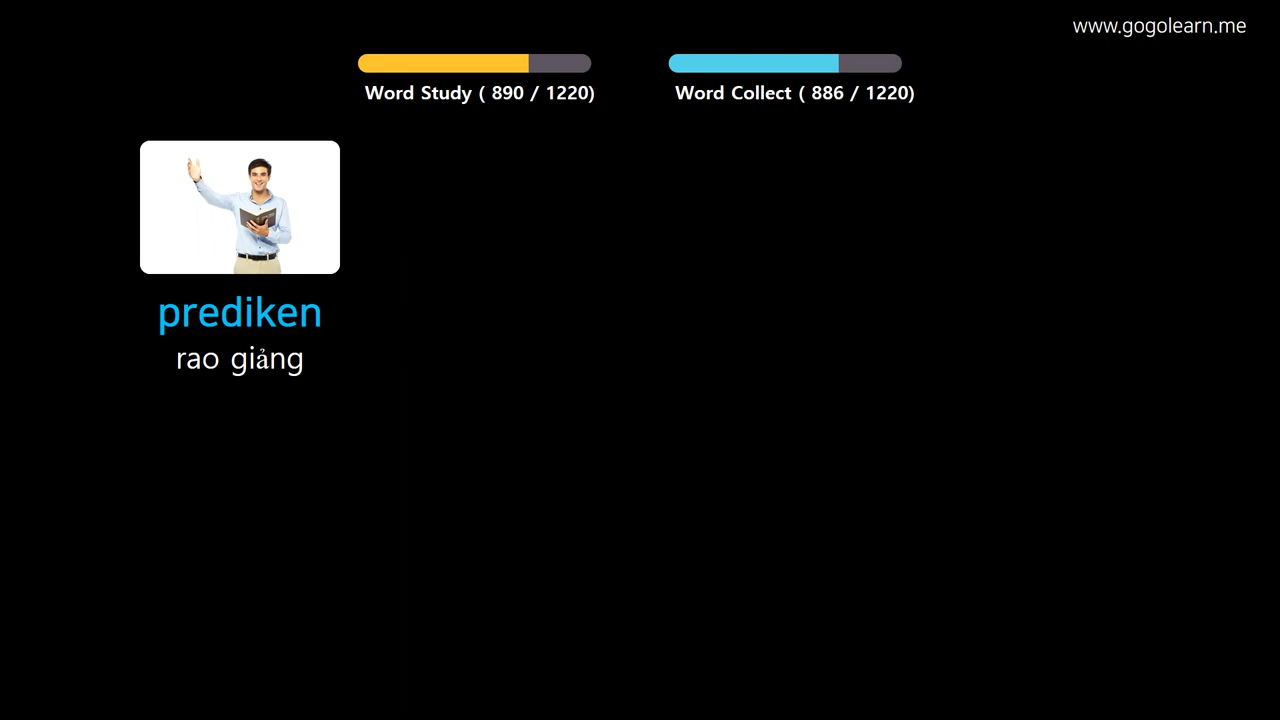 www.gogolearn.me
Word Study ( 890 / 1220)
Word Collect ( 886 / 1220)
prediken
rao giảng